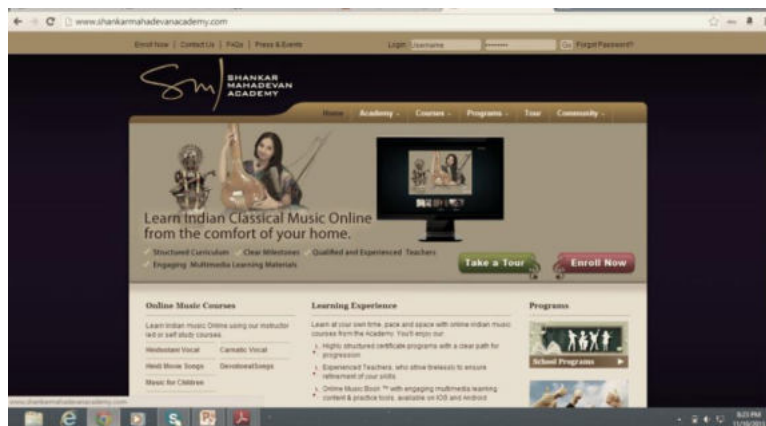 www.shankarmahadevanacademy.com
Enroll Now | Contact Us | FAQs | Press & Events
Login Username Go Forgot Password?
SHANKAR
MAHADEVAN
ACADEMY
Home Academy Courses Programs Tour Community
Learn Indian Classical Music Online
from the comfort of your home.
Structured Curriculum Clear Milestones Qualified and Experienced Teachers
Engaging Multimedia Learning Materials
Take a Tour
Enroll Now
Online Music Courses
Learn Indian music Online using our instructor
led or self study courses.
Hindustani Vocal Carnatic Vocal
Hindi Movie Songs DevotionalSongs
Music for Children
Learning Experience
Learn at your own time, pace and space with online indian music
courses from the Academy. You'll enjoy our:
Highly structured certificate programs with a clear path for
progression
Experienced Teachers, who strive tirelessly to ensure
refinement of your skills
Online Music Book ™ with engaging multimedia learning
content & practice tools, available on iOS and Android
Programs
School Programs
www.shankarmahadevanacademy.com
8:23 PM